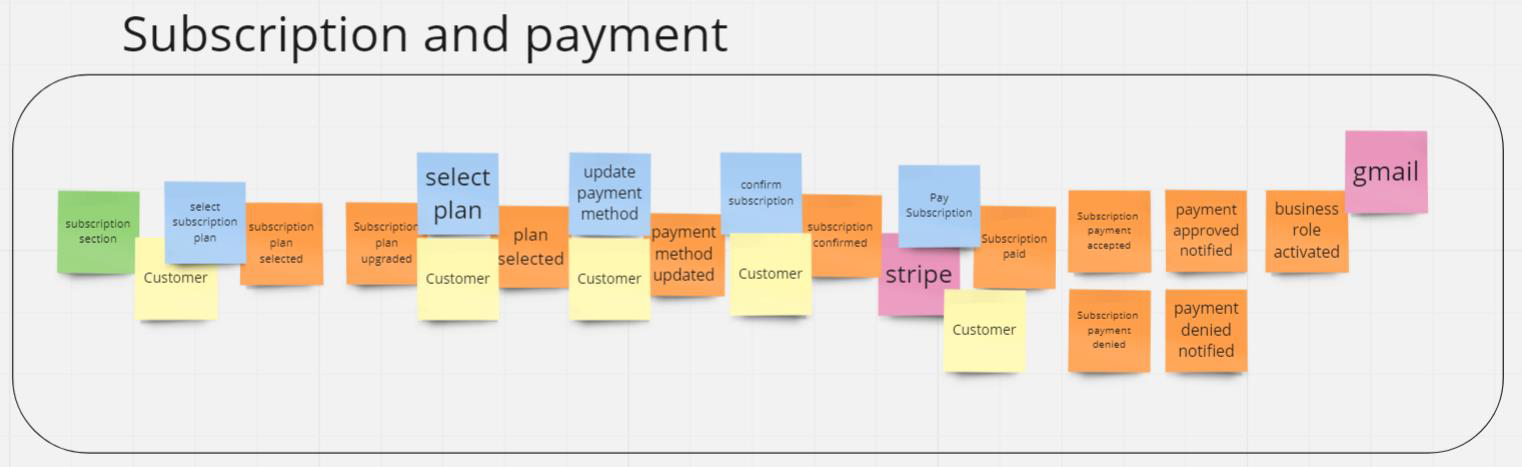 Subscription and payment
subscription
section
Customer
select
subscription
plan
subscription
plan
selected
Subscription
plan
upgraded
select
plan
Customer
plan
selected
update
payment
method
Customer
payment
method
updated
confirm
subscription
Customer
subscription
confirmed
stripe
Pay
Subscription
Customer
Subscription
paid
Subscription
payment
accepted
Subscription
payment
denied
payment
approved
notified
payment
denied
notified
business
role
activated
gmail